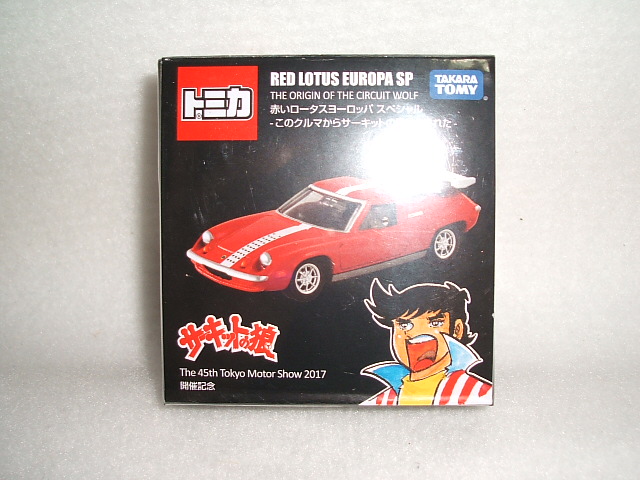 トミカ
RED LOTUS EUROPA SP
THE ORIGIN OF THE CIRCUIT WOLF
赤いロータスヨーロッパ スペシャル
-このクルマからサーキットの れた-
TAKARA
TOMY
サーキットの狼
The 45th Tokyo Motor Show 2017
開催記念